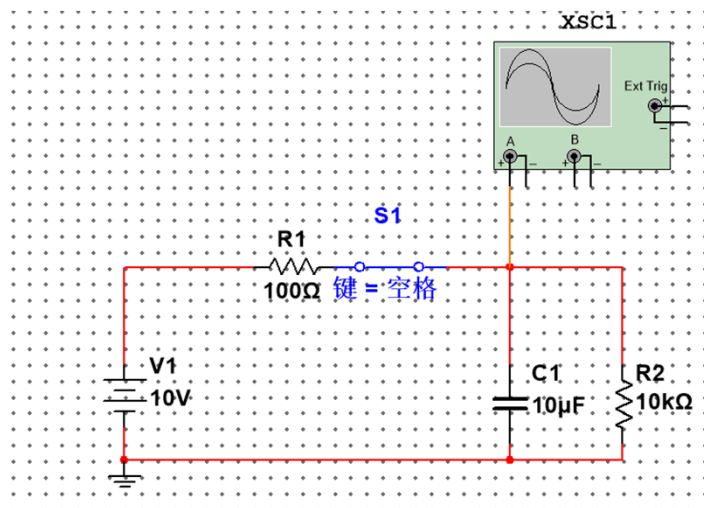 XSC1
Ext Trig
+
−
A
B
+
−
+
−
S1
R1
100Ω
键 = 空格
V1
10V
C1
10µF
R2
10kΩ